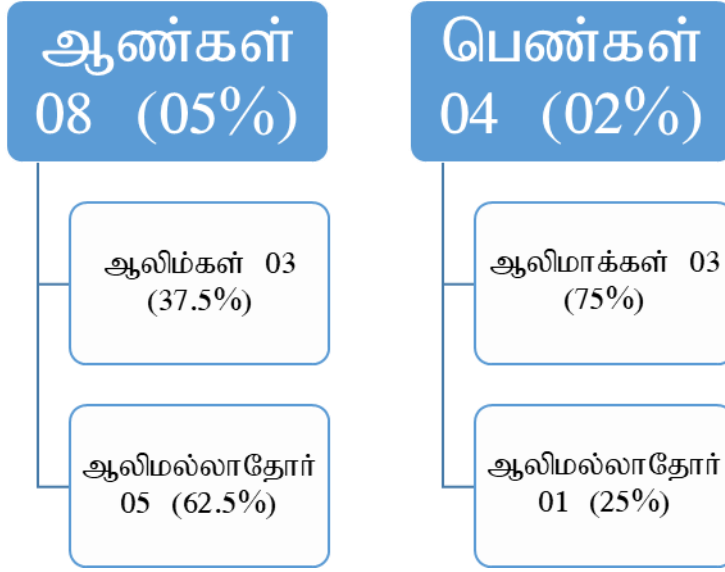 ஆண்கள்
08 (05%)
ஆலிம்கள் 03
(37.5%)
ஆலிமல்லாதோர்
05 (62.5%)
பெண்கள்
04 (02%)
ஆலிமாக்கள் 03
(75%)
ஆலிமல்லாதோர்
01 (25%)